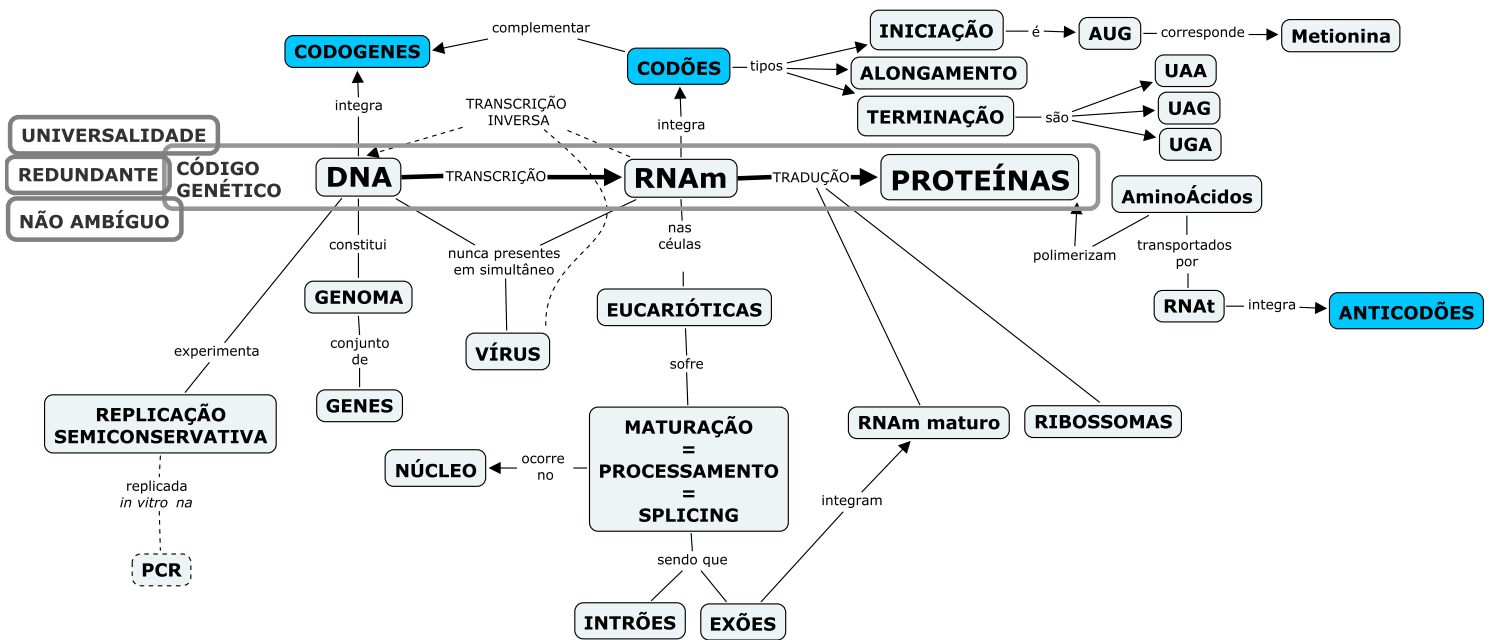 complementar
CODOGENES
CODÕES
tipos
INICIAÇÃO
é
AUG
corresponde
Metionina
ALONGAMENTO
TERMINAÇÃO
são
UAA
UAG
UGA
integra
TRANSCRIÇÃO
INVERSA
integra
UNIVERSALIDADE
REDUNDANTE
NÃO AMBÍGUO
CÓDIGO
GENÉTICO
DNA
TRANSCRIÇÃO
RNAm
TRADUÇÃO
PROTEÍNAS
AminoÁcidos
polimerizam
transportados
por
RNAt
integra
ANTICODÕES
constitui
nunca presentes
em simultâneo
nas
céulas
GENOMA
EUCARIÓTICAS
experimenta
conjunto
de
VÍRUS
sofre
GENES
REPLICAÇÃO
SEMICONSERVATIVA
MATURAÇÃO
=
PROCESSAMENTO
=
SPLICING
RNAm maturo
RIBOSSOMAS
NÚCLEO
ocorre
no
replicada
in vitro na
integram
PCR
sendo que
INTRÕES
EXÕES